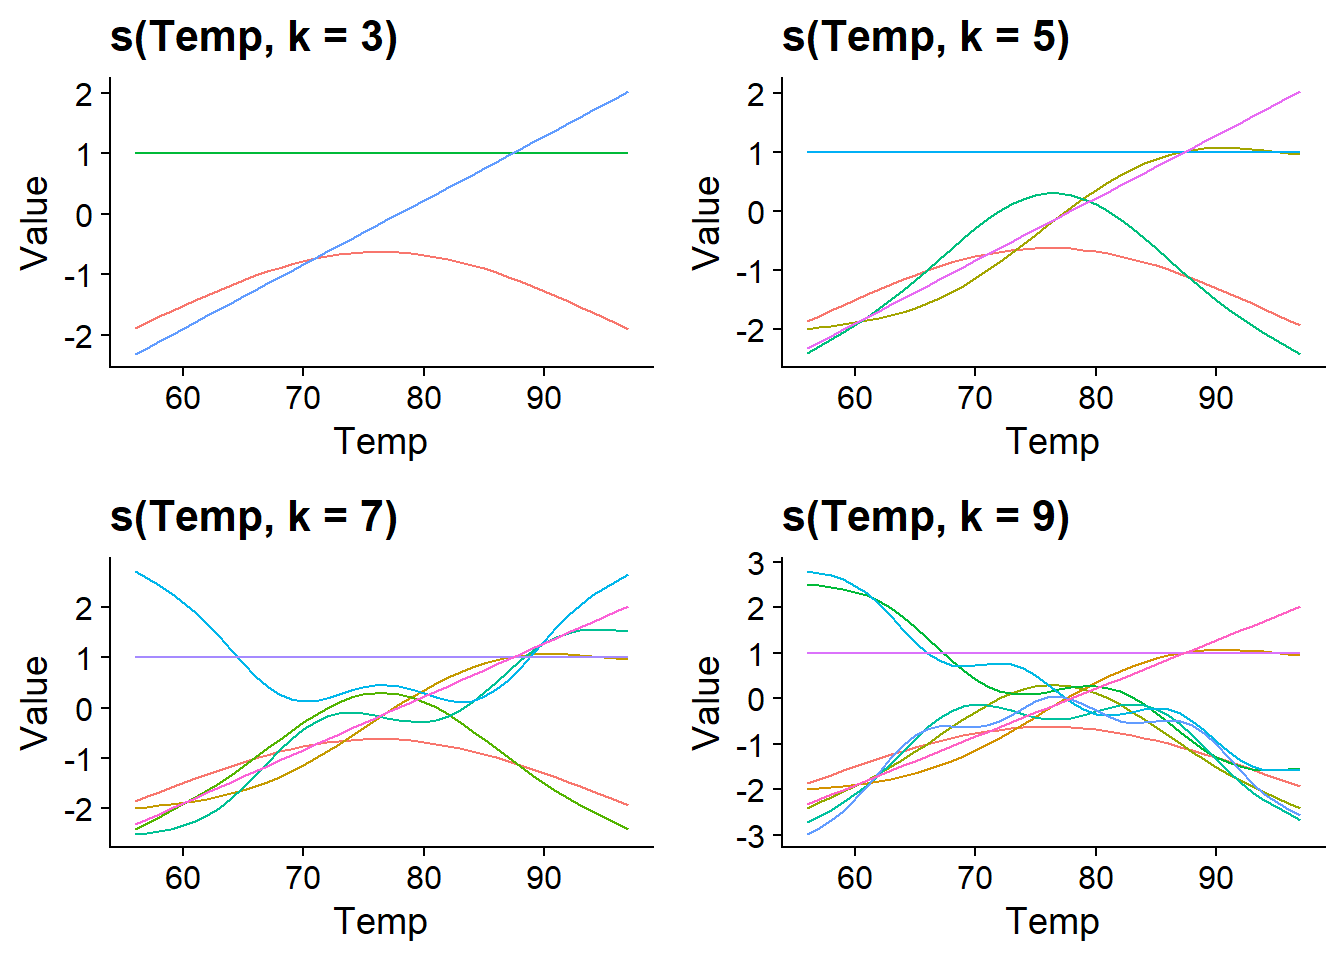 s(Temp, k = 3)
2
1
0
-1
-2
Value
60 70 80 90
Temp
s(Temp, k = 5)
2
1
0
-1
-2
Value
60 70 80 90
Temp
s(Temp, k = 7)
2
1
0
-1
-2
Value
60 70 80 90
Temp
s(Temp, k = 9)
3
2
1
0
-1
-2
-3
Value
60 70 80 90
Temp